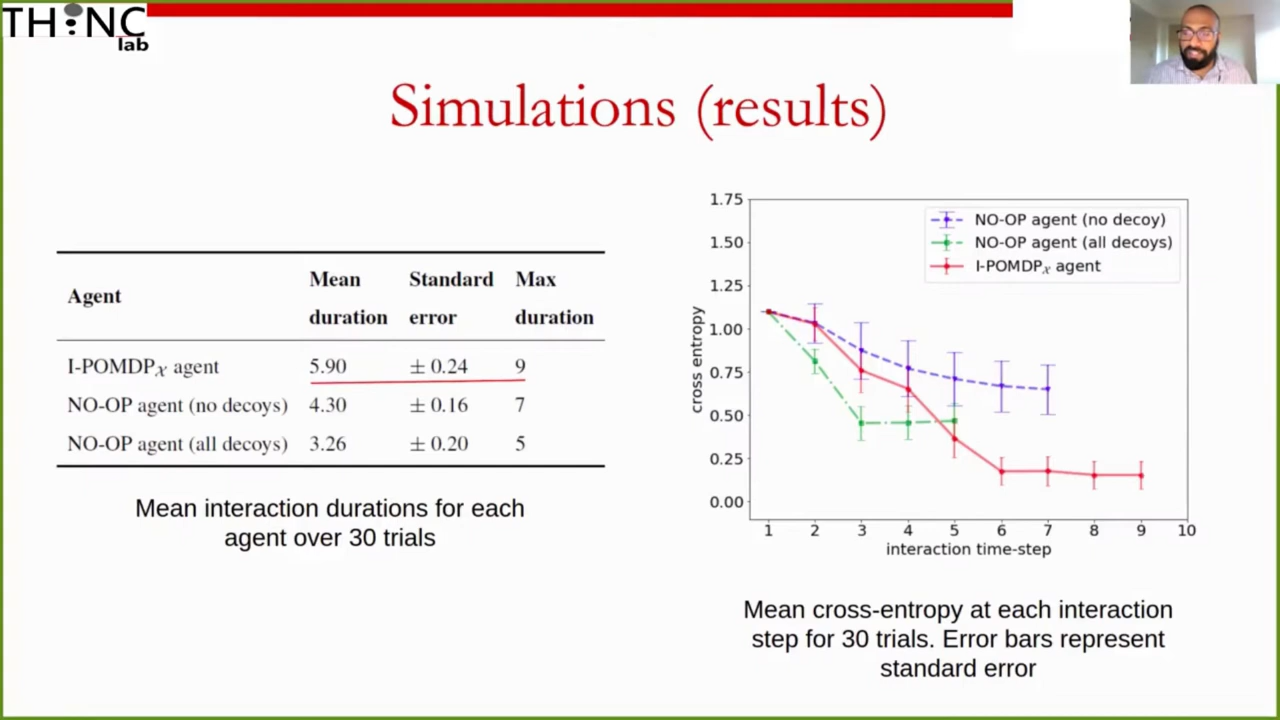 THINC
lab
Simulations (results)
Agent Mean duration Standard error Max duration
I-POMDPχ agent 5.90 ± 0.24 9
NO-OP agent (no decoys) 4.30 ± 0.16 7
NO-OP agent (all decoys) 3.26 ± 0.20 5
Mean interaction durations for each
agent over 30 trials
NO-OP agent (no decoy)
NO-OP agent (all decoys)
I-POMDPχ agent
1.75
1.50
1.25
1.00
0.75
0.50
0.25
0.00
cross entropy
1 2 3 4 5 6 7 8 9 10
interaction time-step
Mean cross-entropy at each interaction
step for 30 trials. Error bars represent
standard error